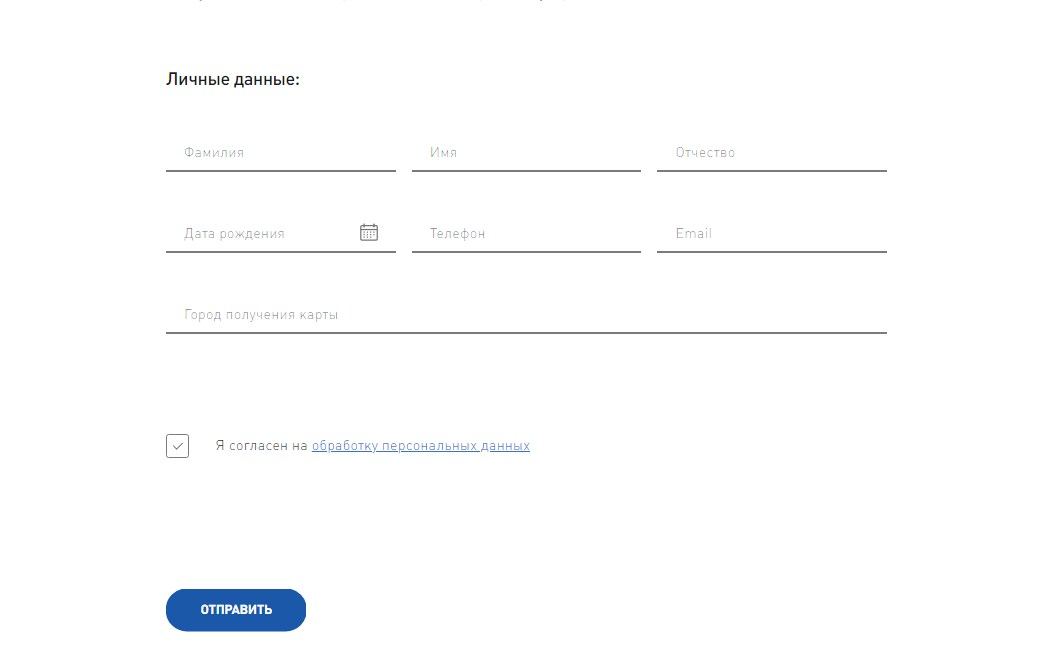 Личные данные:
Фамилия
Имя
Отчество
Дата рождения
Телефон
Email
Город получения карты
Я согласен на обработку персональных данных
ОТПРАВИТЬ